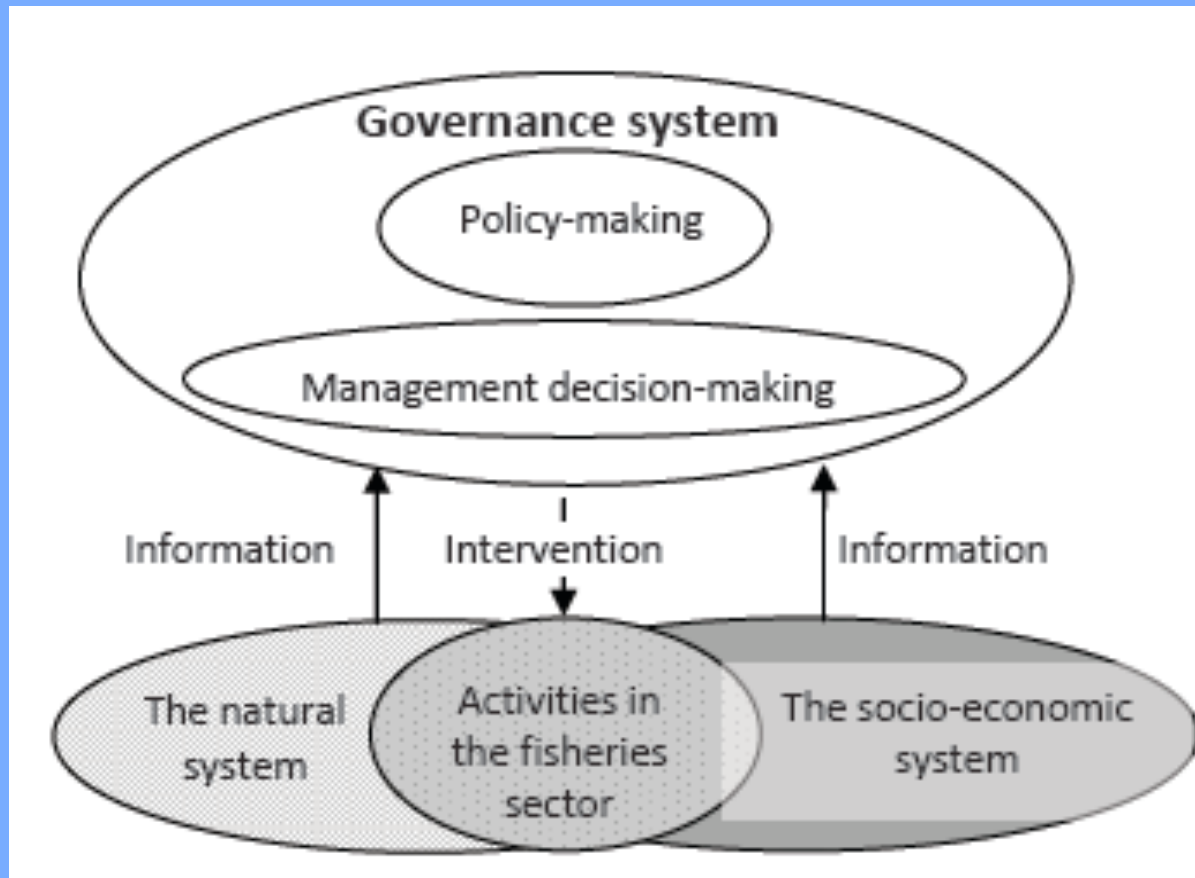 Governance system
Policy-making
Management decision-making
Information
Intervention
Information
The natural
system
Activities in
the fisheries
sector
The socio-economic
system